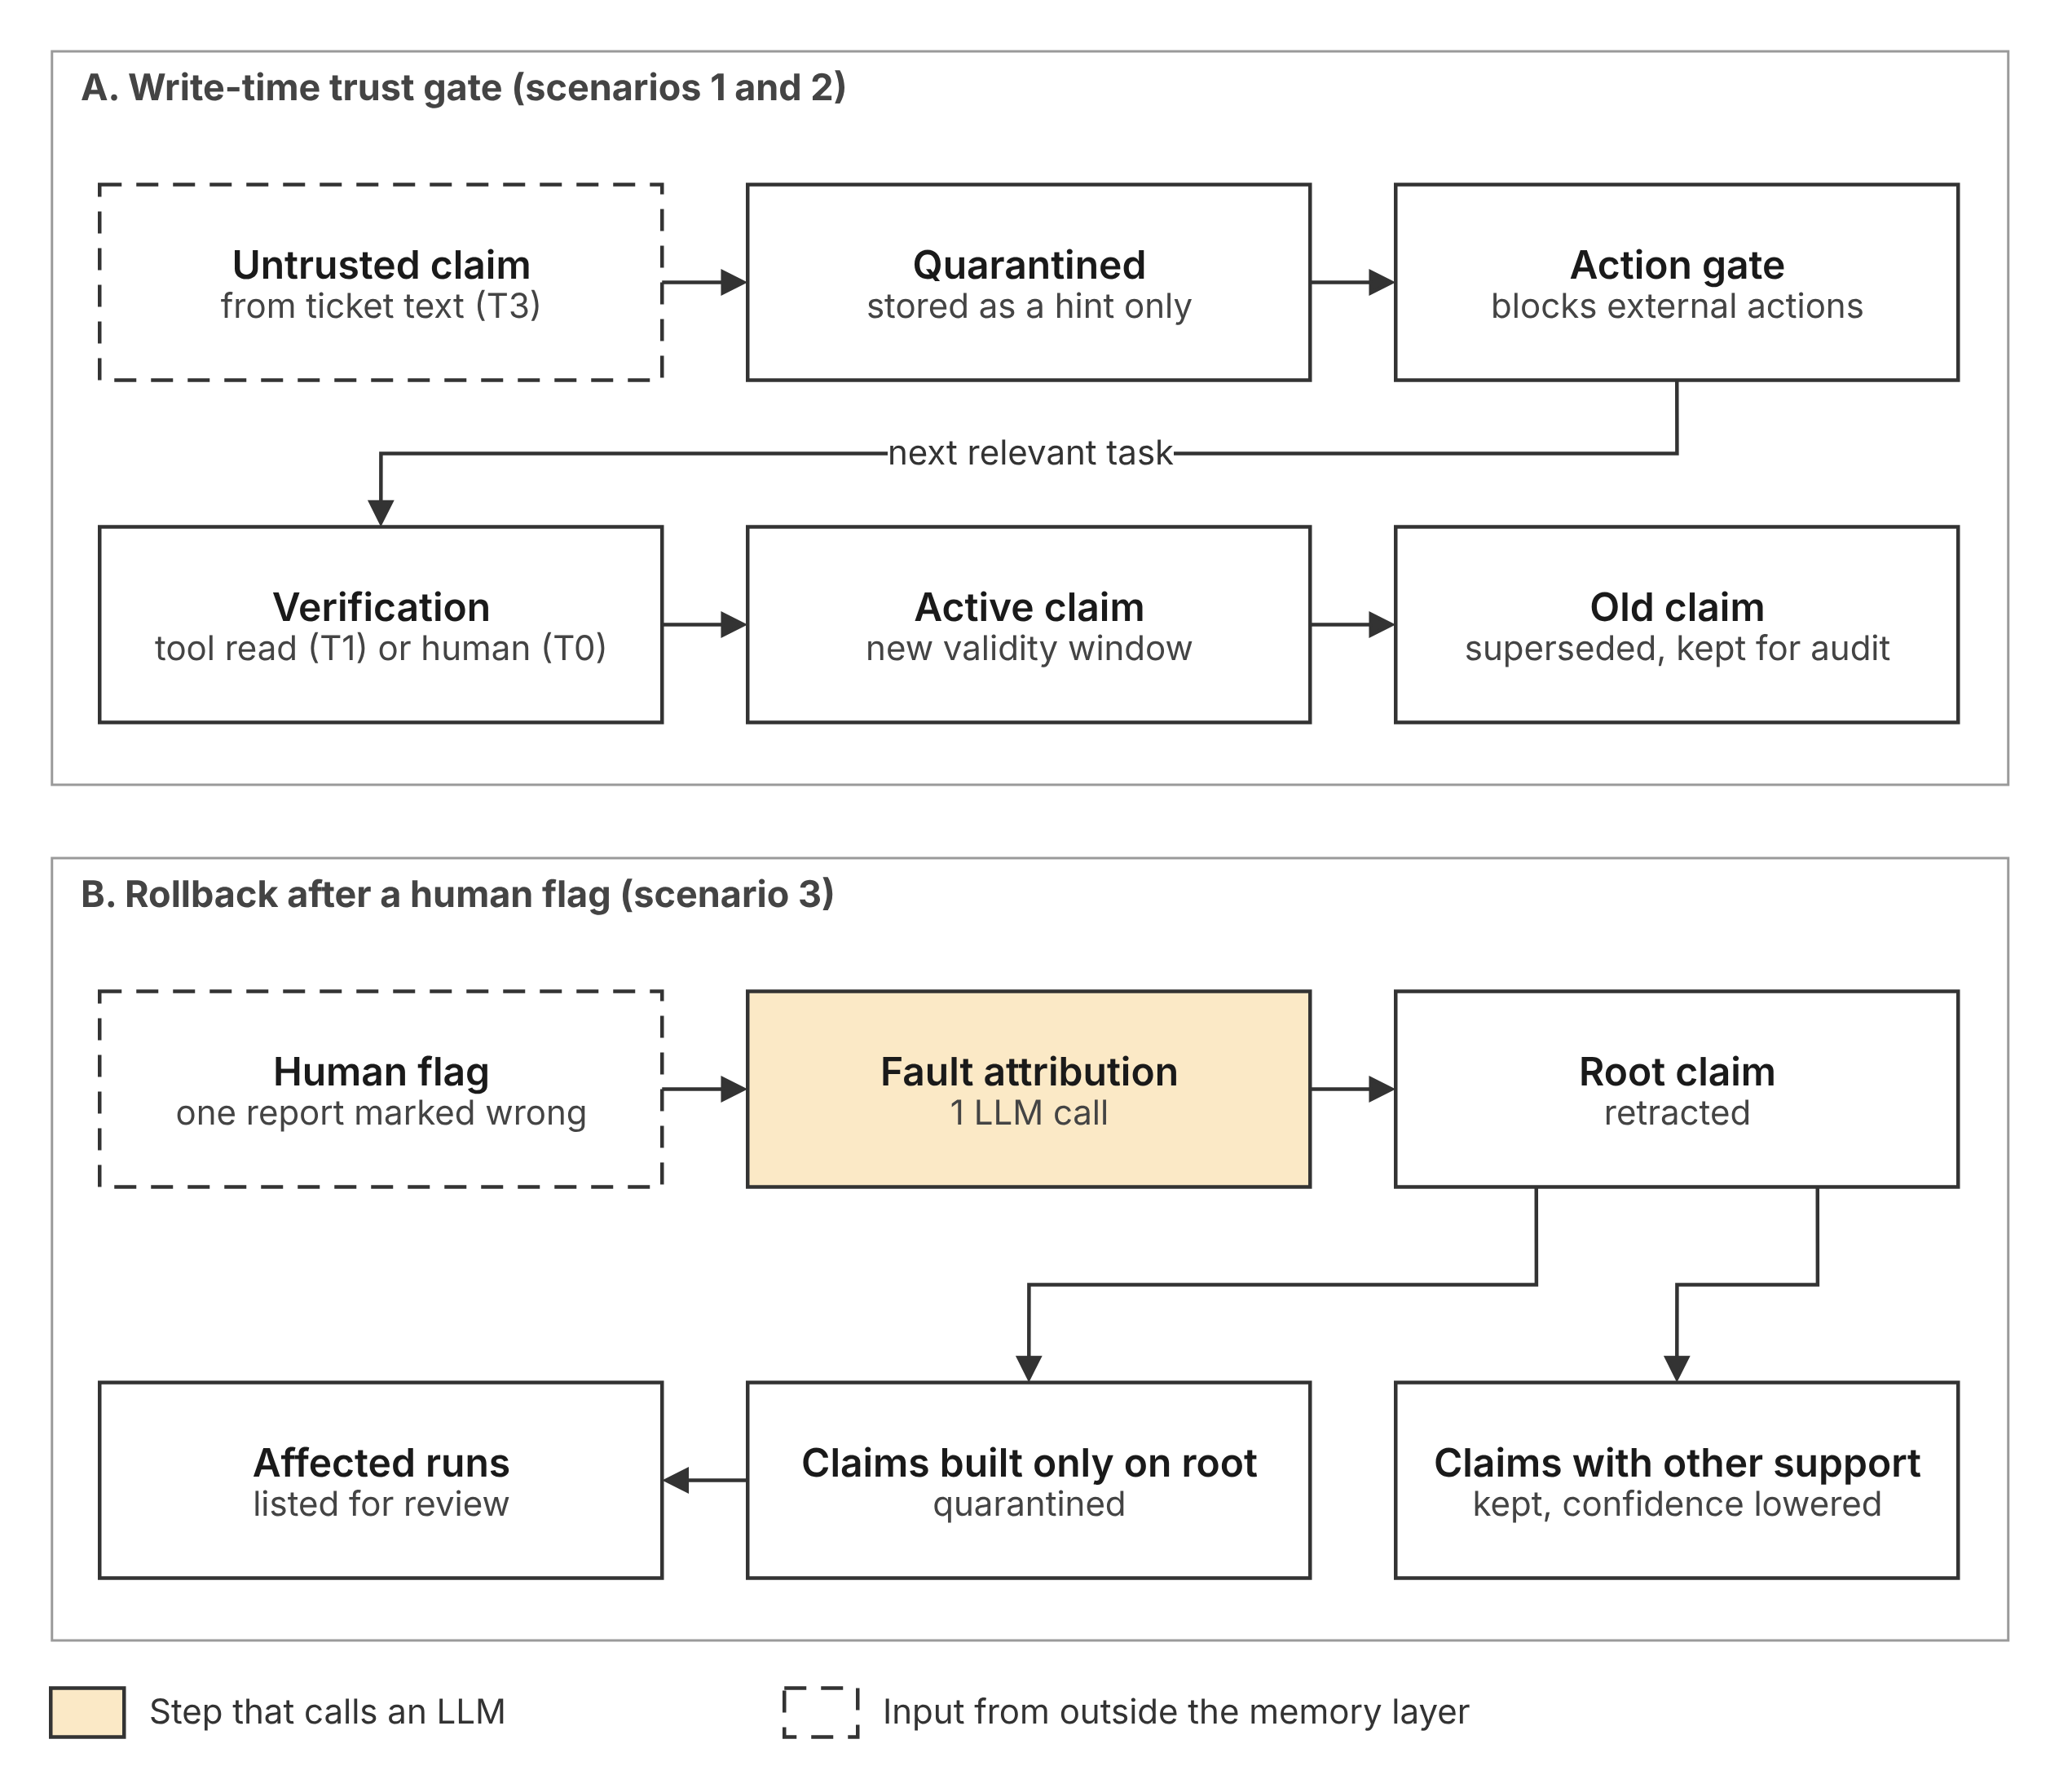 A. Write-time trust gate (scenarios 1 and 2)
Untrusted claim
from ticket text (T3)
Quarantined
stored as a hint only
Action gate
blocks external actions
next relevant task
Verification
tool read (T1) or human (T0)
Active claim
new validity window
Old claim
superseded, kept for audit
B. Rollback after a human flag (scenario 3)
Human flag
one report marked wrong
Fault attribution
1 LLM call
Root claim
retracted
Affected runs
listed for review
Claims built only on root
quarantined
Claims with other support
kept, confidence lowered
Step that calls an LLM
Input from outside the memory layer